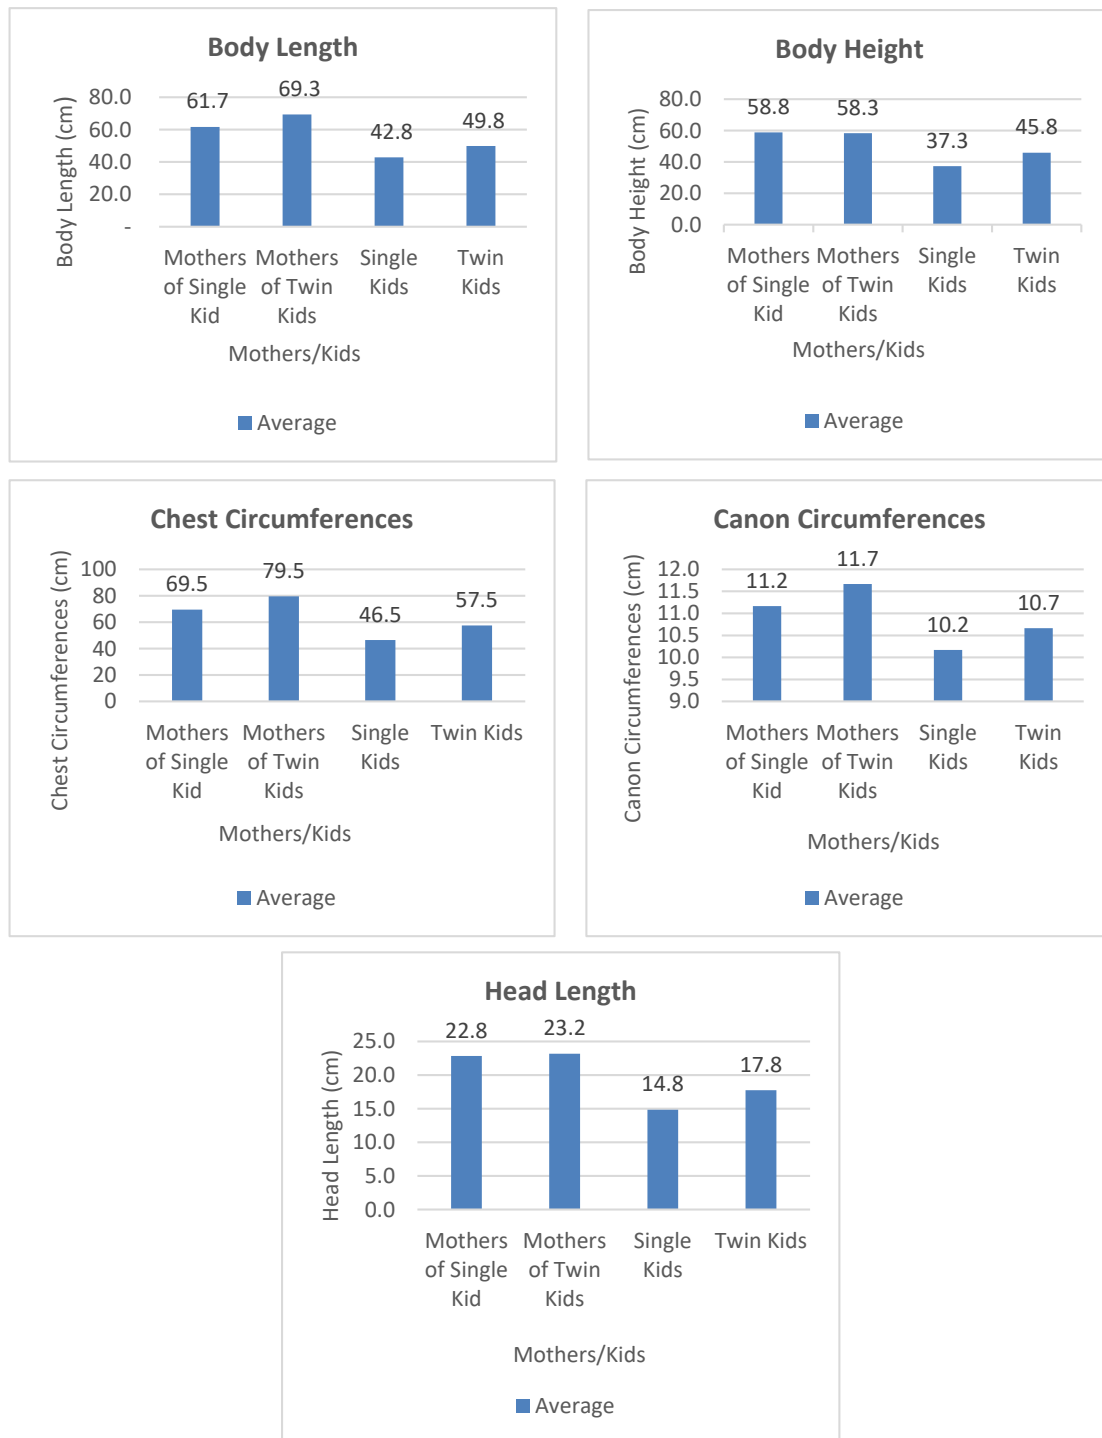 Body Length
Body Length (cm)
80.0
60.0
40.0
20.0
-
61.7
69.3
42.8
49.8
Mothers of Single Kid
Mothers of Twin Kids
Single Kids
Twin Kids
Mothers/Kids
Average
Body Height
Body Height (cm)
80.0
60.0
40.0
20.0
0.0
58.8
58.3
37.3
45.8
Mothers of Single Kid
Mothers of Twin Kids
Single Kids
Twin Kids
Mothers/Kids
Average
Chest Circumferences
Chest Circumferences (cm)
100
80
60
40
20
0
69.5
79.5
46.5
57.5
Mothers of Single Kid
Mothers of Twin Kids
Single Kids
Twin Kids
Mothers/Kids
Average
Canon Circumferences
Canon Circumferences (cm)
12.0
11.5
11.0
10.5
10.0
9.5
9.0
11.2
11.7
10.2
10.7
Mothers of Single Kid
Mothers of Twin Kids
Single Kids
Twin Kids
Mothers/Kids
Average
Head Length
Head Length (cm)
25.0
20.0
15.0
10.0
5.0
0.0
22.8
23.2
14.8
17.8
Mothers of Single Kid
Mothers of Twin Kids
Single Kids
Twin Kids
Mothers/Kids
Average